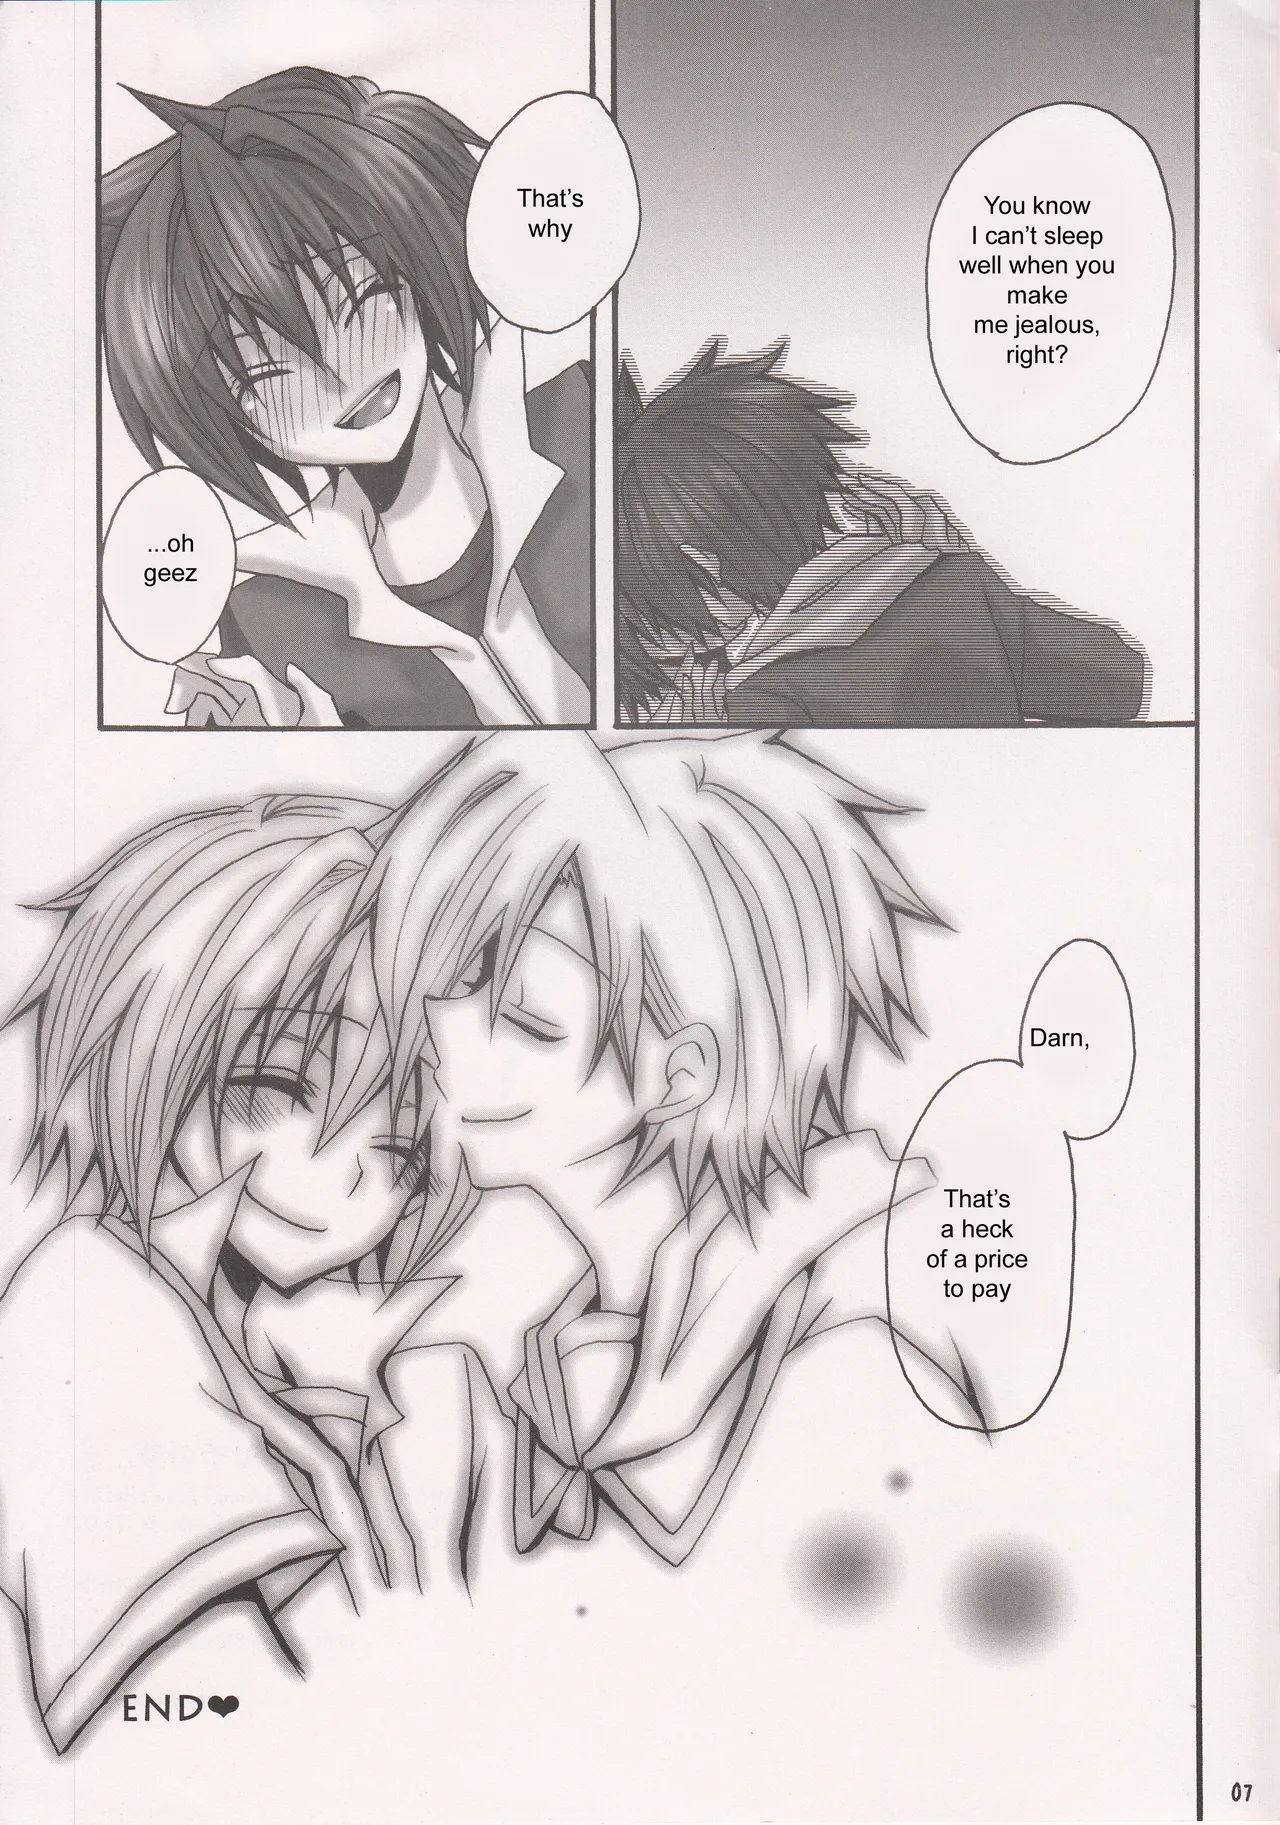 You know
I can't sleep
well when you
make
me jealous,
right?
That's
why
...oh
geez
Darn,
That's
a heck
of a price
to pay
END❤
07